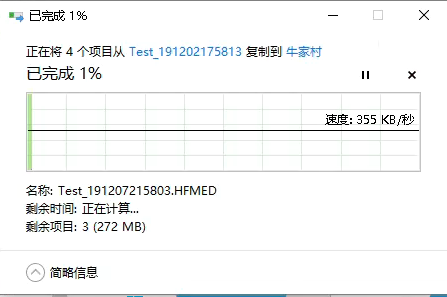 已完成 1%
正在将 4 个项目从 Test_191202175813 复制到 牛家村
已完成 1%
速度: 355 KB/秒
名称: Test_191207215803.HFMED
剩余时间: 正在计算...
剩余项目: 3 (272 MB)
简略信息